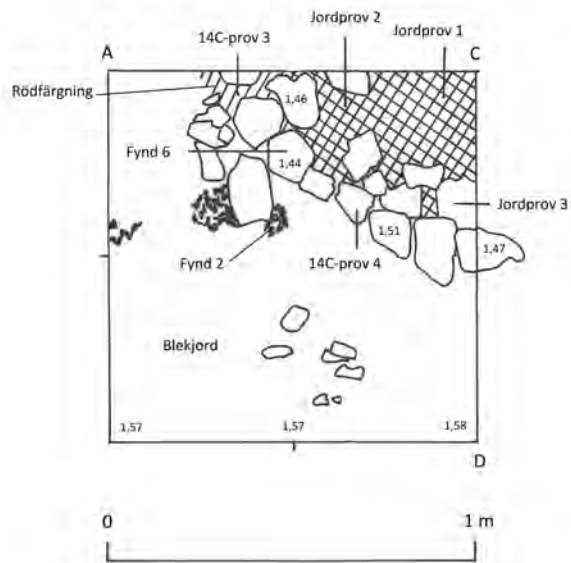 Jordprov 2
A
14C-prov 3
Jordprov 1
C
Rödfärgning
1,46
Fynd 6
1,44
Jordprov 3
1,51
1,47
Fynd 2
14C-prov 4
Blekjord
1,57
1,57
1,58
D
0
1 m